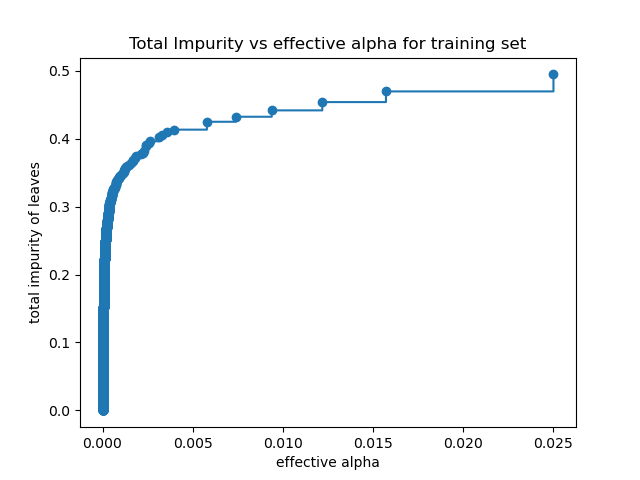 Total Impurity vs effective alpha for training set
total impurity of leaves
0.5
0.4
0.3
0.2
0.1
0.0
0.000 0.005 0.010 0.015 0.020 0.025
effective alpha